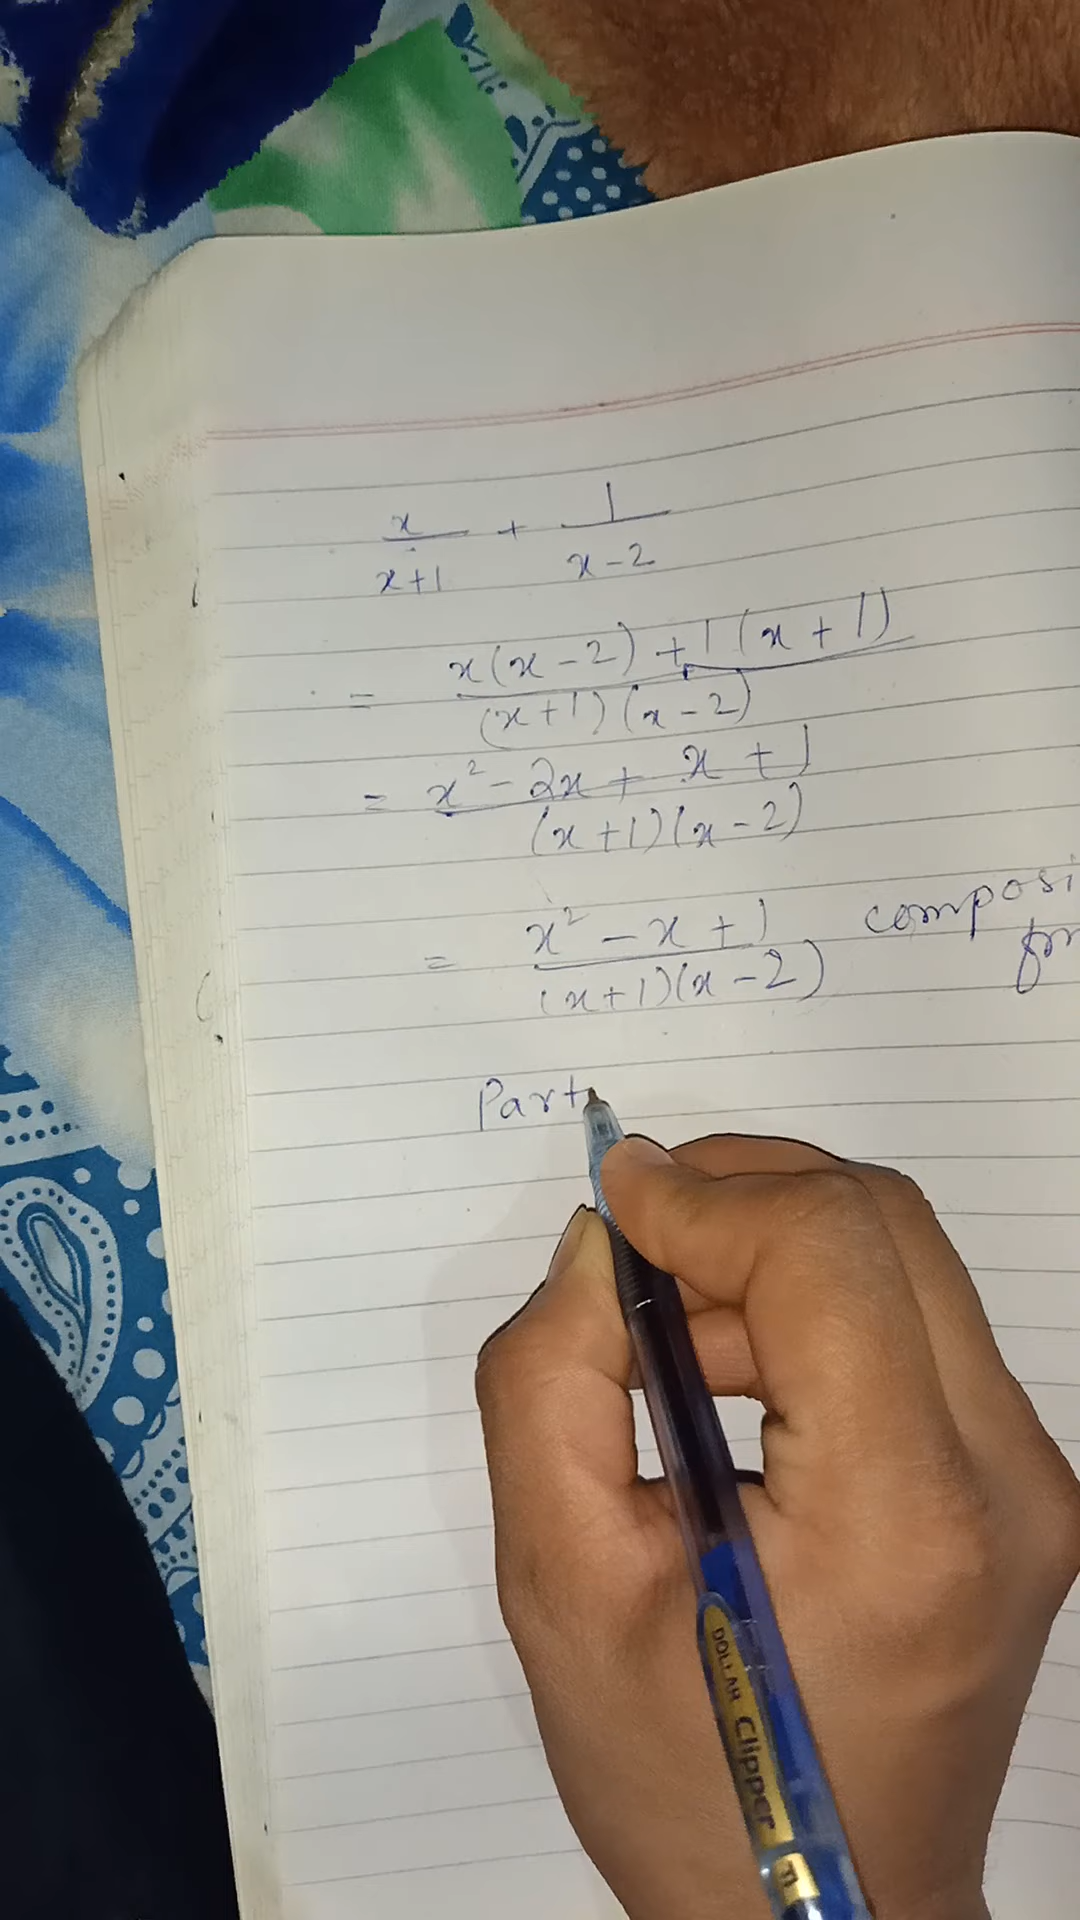 x/x+1 + 1/x-2
= x(x-2)+1(x+1)/(x+1)(x-2)
= x²-2x+x+1/(x+1)(x-2)
= x²-x+1/(x+1)(x-2) composi
for
Part
DOLLAR Clipper